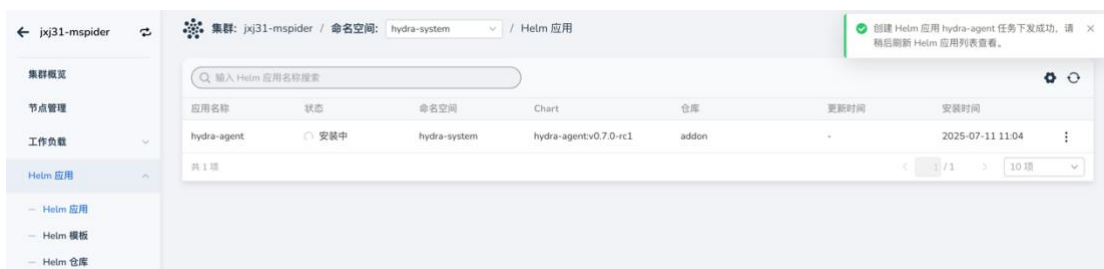 jxj31-mspider
集群: jxj31-mspider / 命名空间: hydra-system / Helm 应用
创建 Helm 应用 hydra-agent 任务下发成功，请
稍后刷新 Helm 应用列表查看。
集群概览
节点管理
工作负载
Helm 应用
Helm 应用
Helm 模板
Helm 仓库
输入 Helm 应用名称搜索
应用名称 状态 命名空间 Chart 仓库 更新时间 安装时间
hydra-agent 安装中 hydra-system hydra-agent:v0.7.0-rc1 addon - 2025-07-11 11:04
共 1 项 1 / 1 10 项